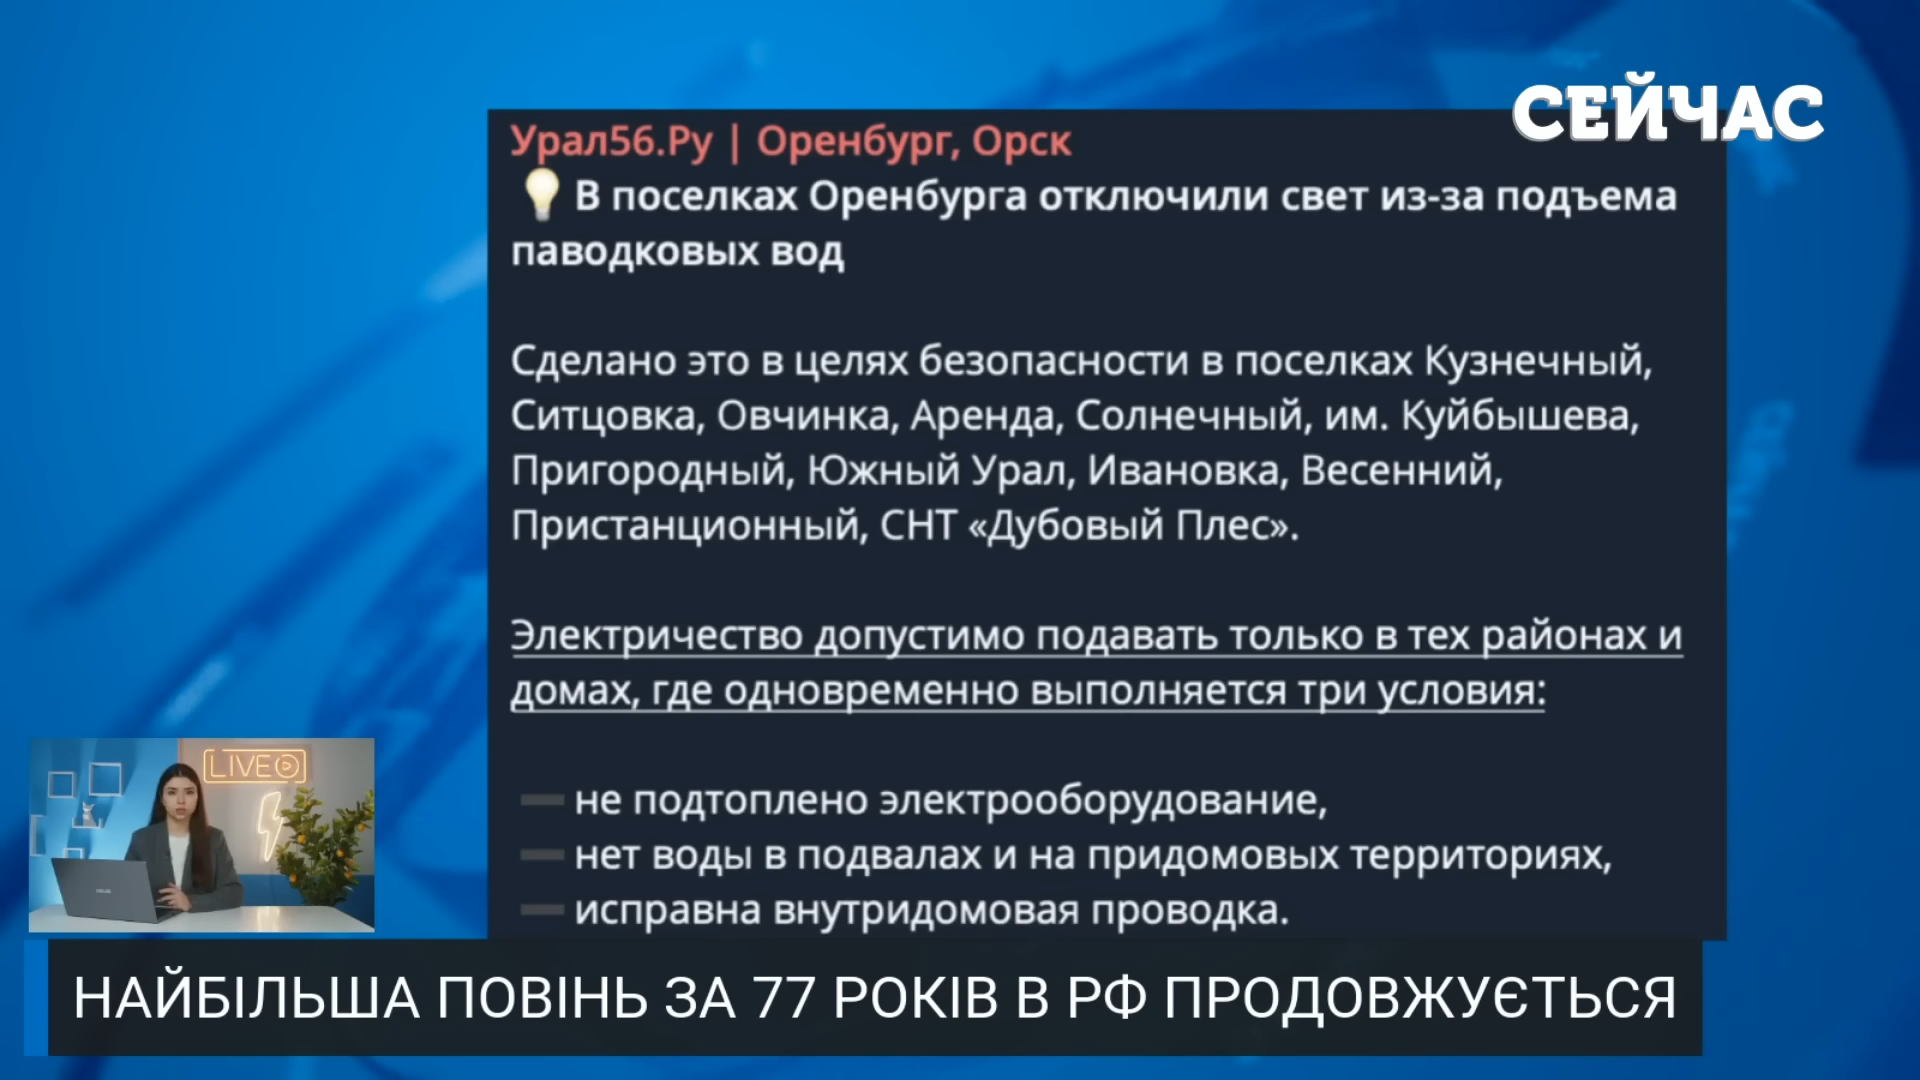 СЕЙЧАС
Урал56.Ру | Оренбург, Орск
💡 В поселках Оренбурга отключили свет из-за подъема
паводковых вод
Сделано это в целях безопасности в поселках Кузнечный,
Ситцовка, Овчинка, Аренда, Солнечный, им. Куйбышева,
Пригородный, Южный Урал, Ивановка, Весенний,
Пристанционный, СНТ «Дубовый Плес».
Электричество допустимо подавать только в тех районах и
домах, где одновременно выполняется три условия:
➖ не подтоплено электрооборудование,
➖ нет воды в подвалах и на придомовых территориях,
➖ исправна внутридомовая проводка.
LIVE
НАЙБІЛЬША ПОВІНЬ ЗА 77 РОКІВ В РФ ПРОДОВЖУЄТЬСЯ